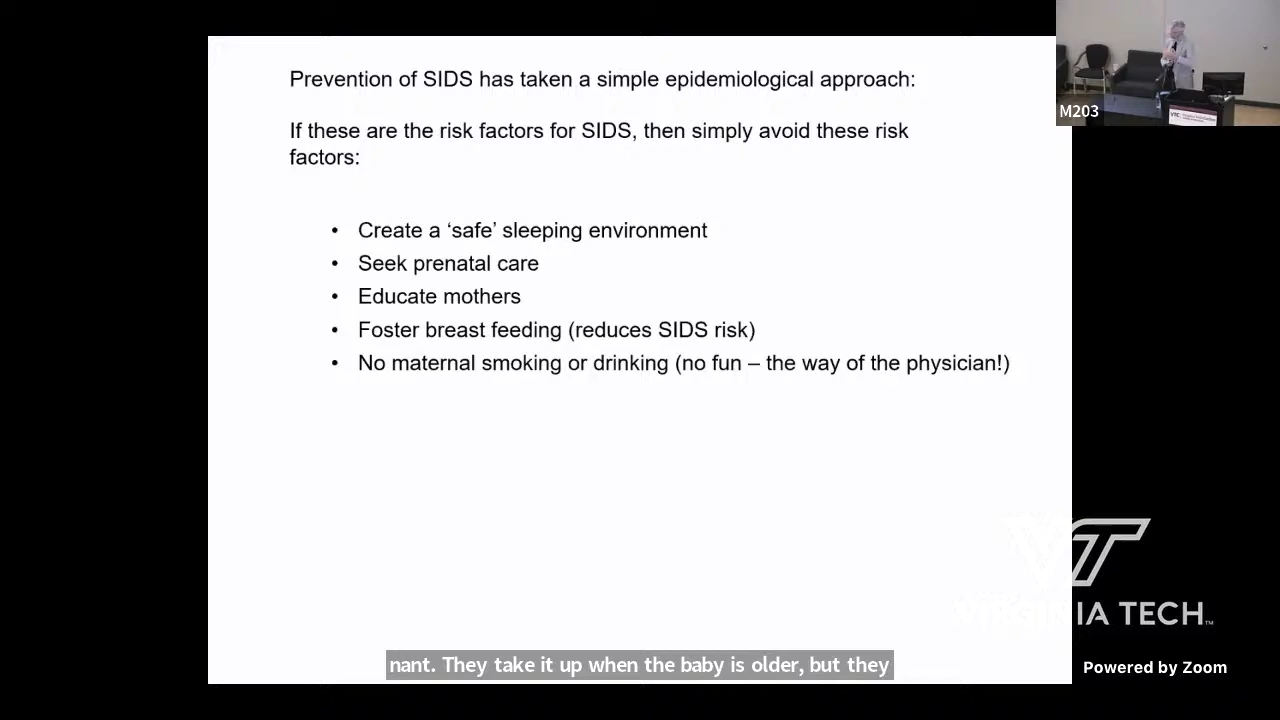 Prevention of SIDS has taken a simple epidemiological approach:
If these are the risk factors for SIDS, then simply avoid these risk
factors:
• Create a ‘safe’ sleeping environment
• Seek prenatal care
• Educate mothers
• Foster breast feeding (reduces SIDS risk)
• No maternal smoking or drinking (no fun – the way of the physician!)
M203
VTC
VT
VIRGINIA TECH™
nant. They take it up when the baby is older, but they
Powered by Zoom